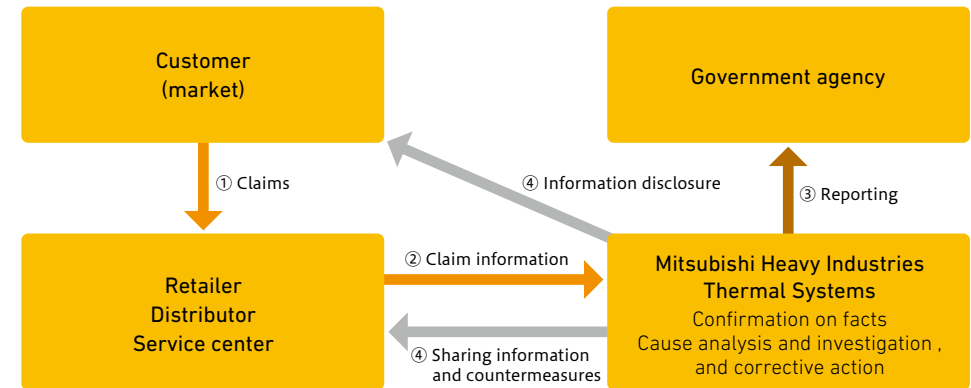 Customer
(market)
Government agency
① Claims
④ Information disclosure
③ Reporting
② Claim information
Retailer
Distributor
Service center
Mitsubishi Heavy Industries
Thermal Systems
Confirmation on facts
Cause analysis and investigation ,
and corrective action
④ Sharing information
and countermeasures